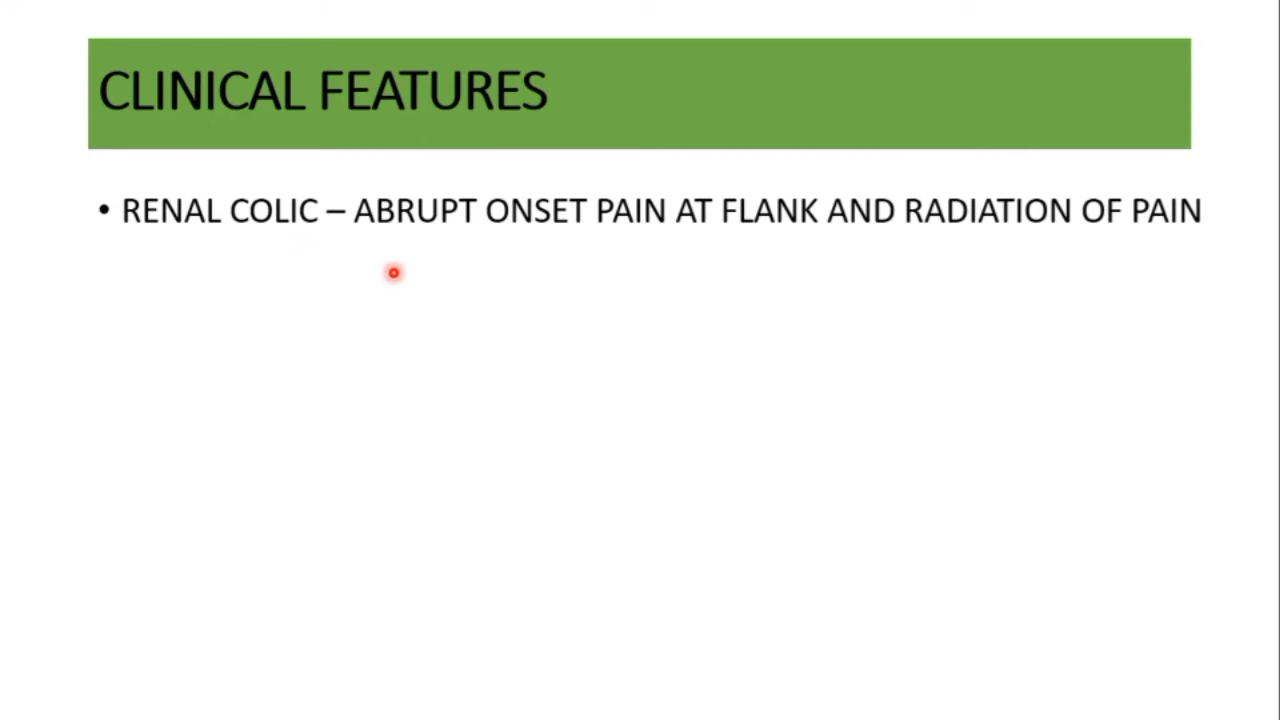 CLINICAL FEATURES
• RENAL COLIC – ABRUPT ONSET PAIN AT FLANK AND RADIATION OF PAIN